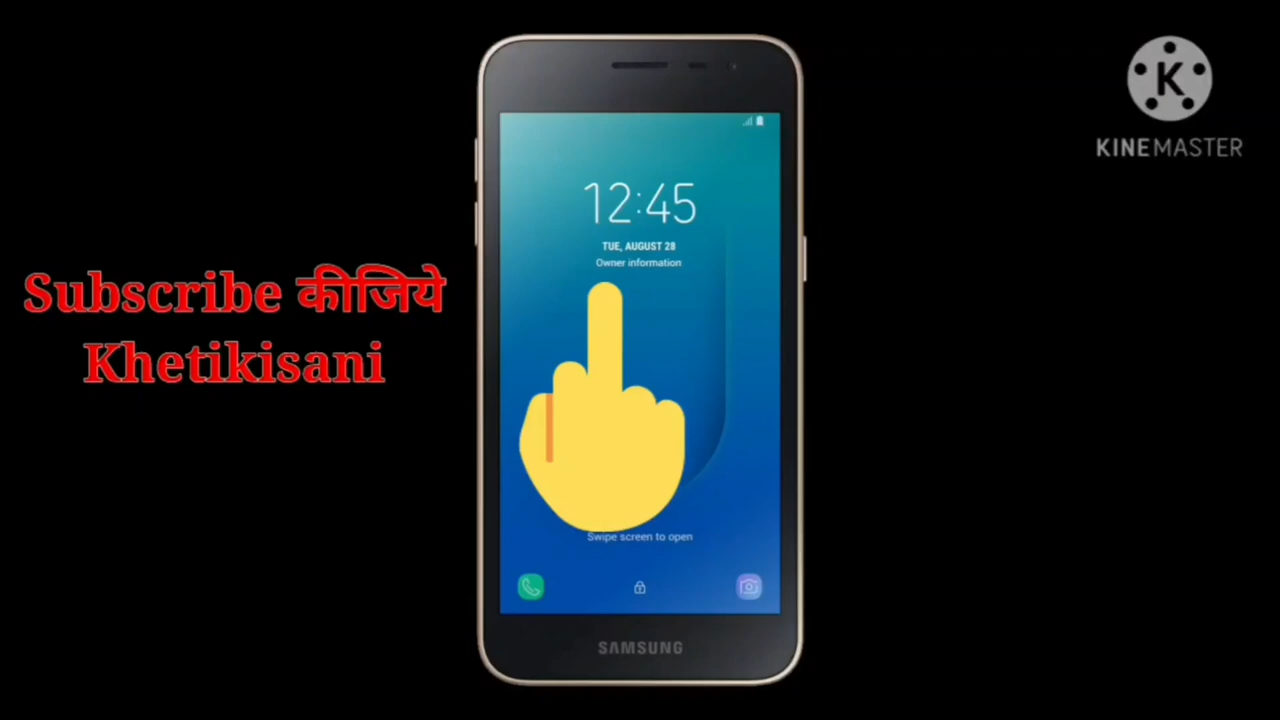 KINEMASTER
12:45
TUE, AUGUST 28
Owner information
Subscribe कीजिये
Khetikisani
Swipe screen to open
SAMSUNG